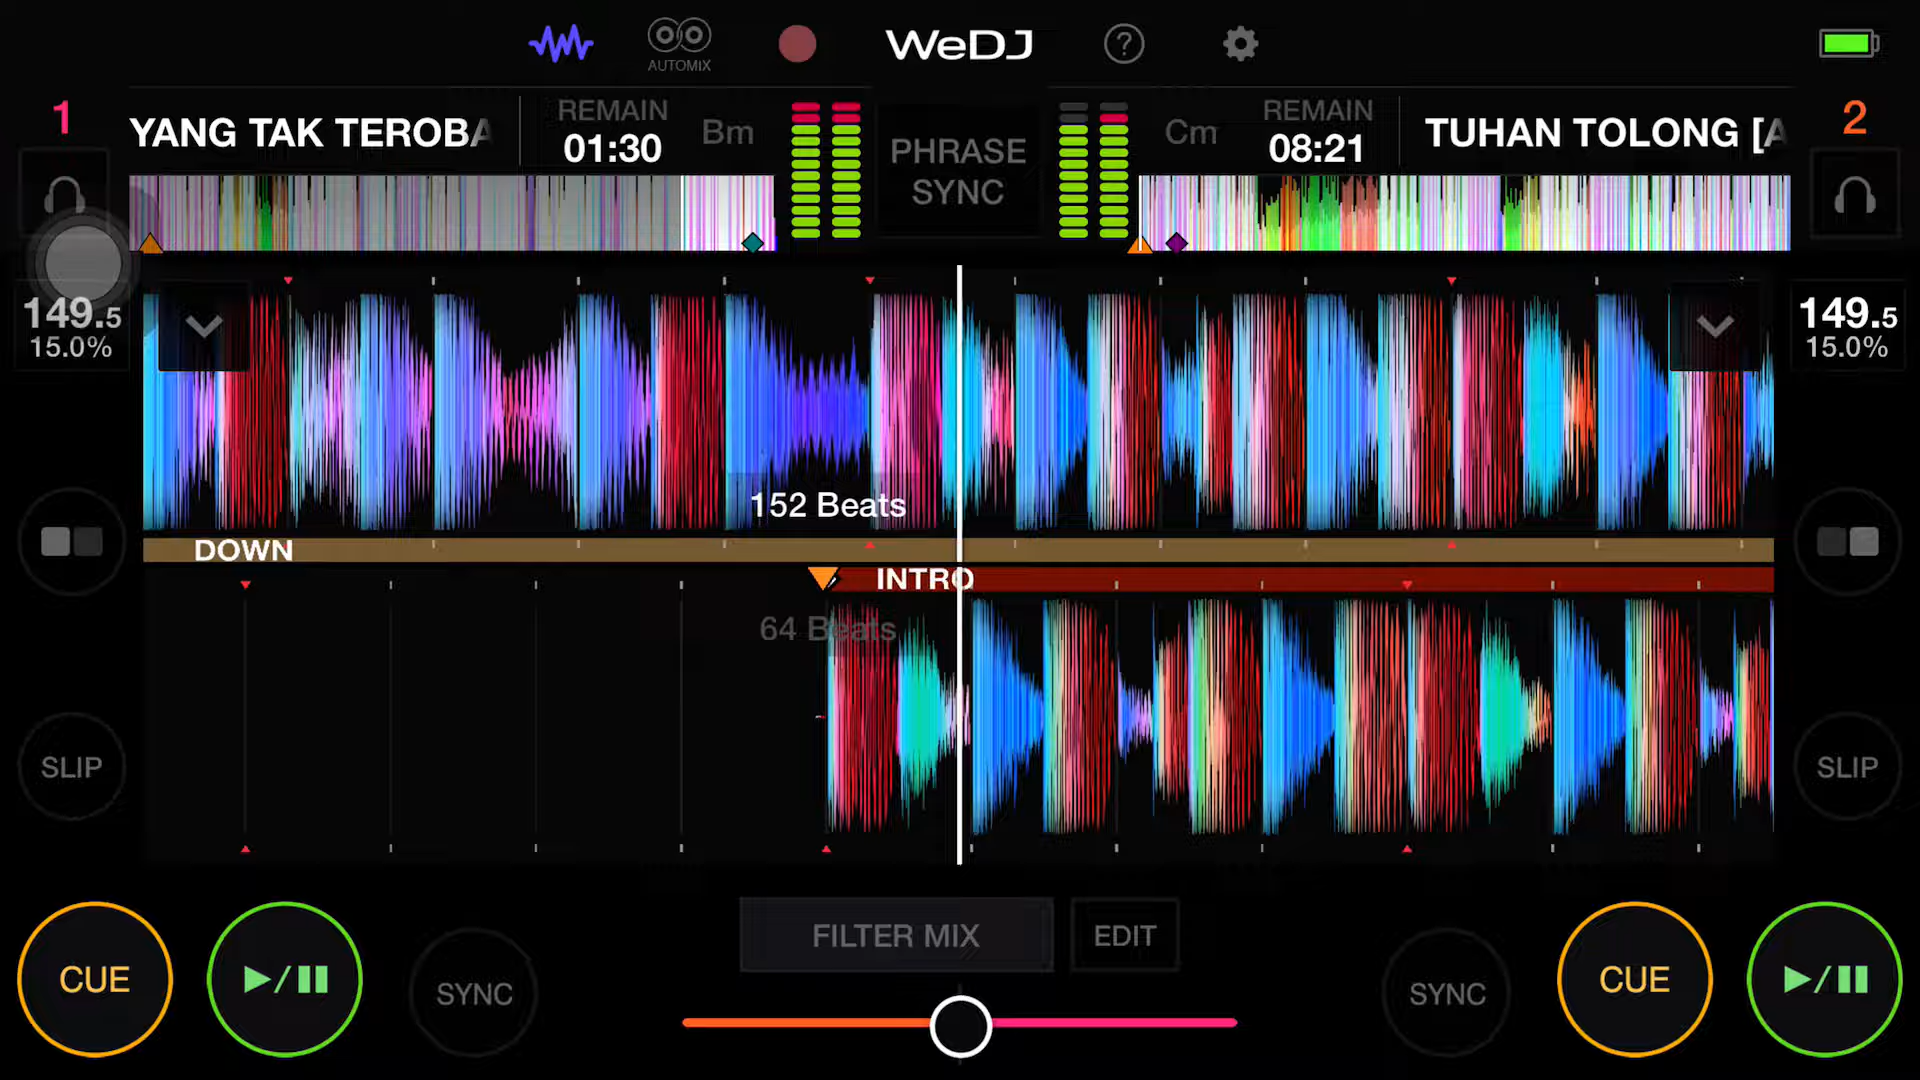 WeDJ
?
AUTOMIX
1
YANG TAK TEROBA
REMAIN
01:30
Bm
PHRASE
SYNC
Cm
REMAIN
08:21
TUHAN TOLONG [A
2
149.5
15.0%
149.5
15.0%
152 Beats
DOWN
INTRO
64 Beats
SLIP
SLIP
CUE
SYNC
FILTER MIX
EDIT
SYNC
CUE